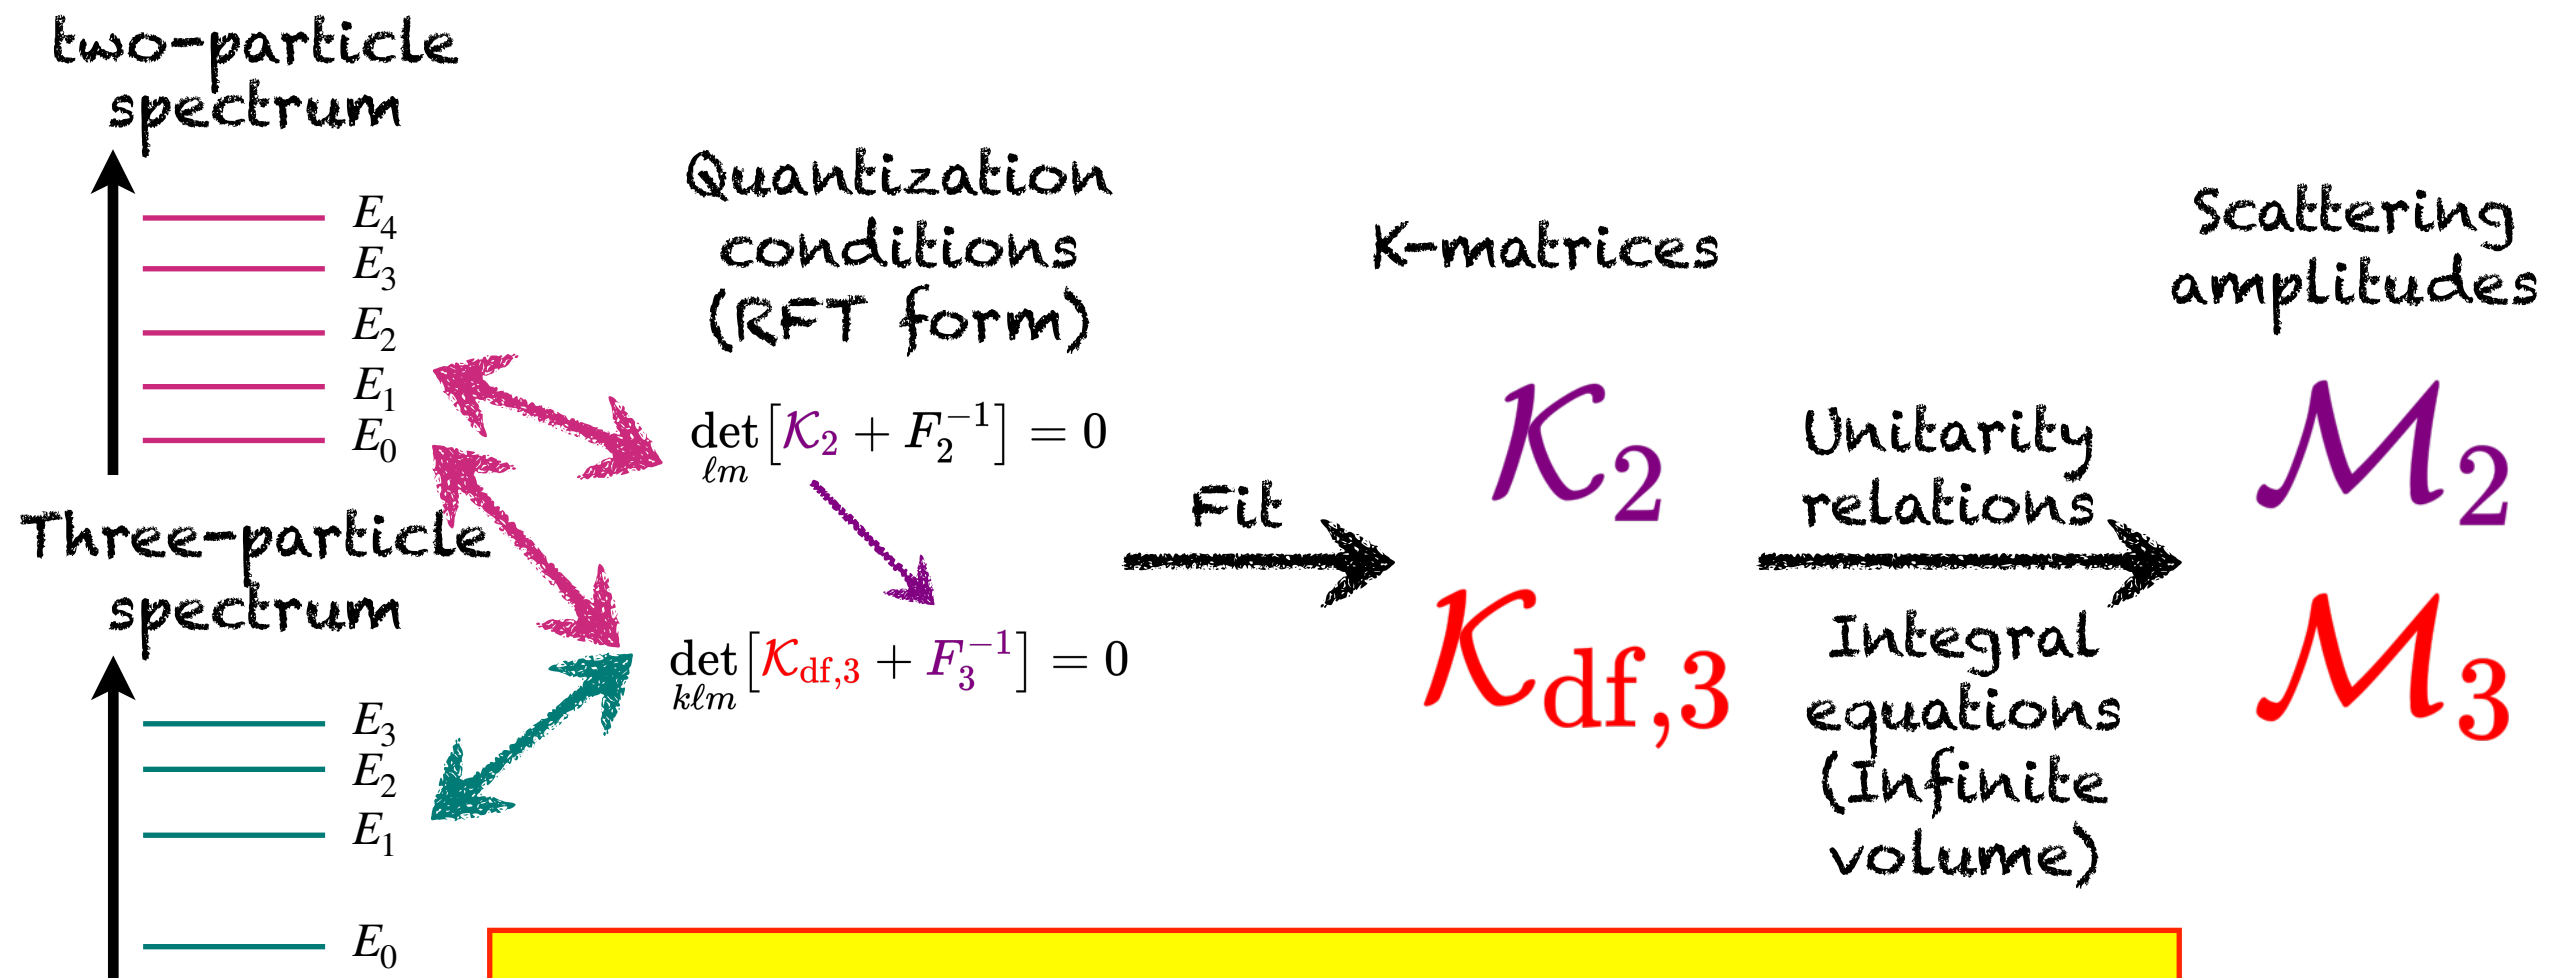 two-particle
spectrum
E₄
E₃
E₂
E₁
E₀
Three-particle
spectrum
E₃
E₂
E₁
E₀
Quantization
conditions
(RFT form)
det[𝒦₂ + F₂⁻¹] = 0
ℓm
det[𝒦df,3 + F₃⁻¹] = 0
kℓm
Fit
K-matrices
𝒦₂
𝒦df,3
Unitarity
relations
Integral
equations
(Infinite
volume)
Scattering
amplitudes
ℳ₂
ℳ₃